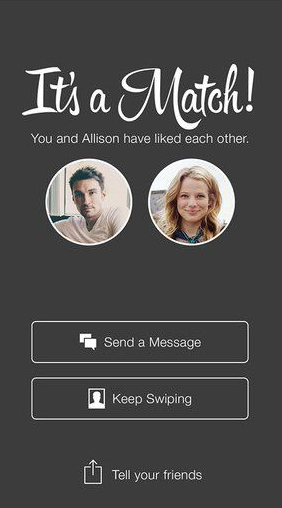 It's a Match!
You and Allison have liked each other.
Send a Message
Keep Swiping
Tell your friends